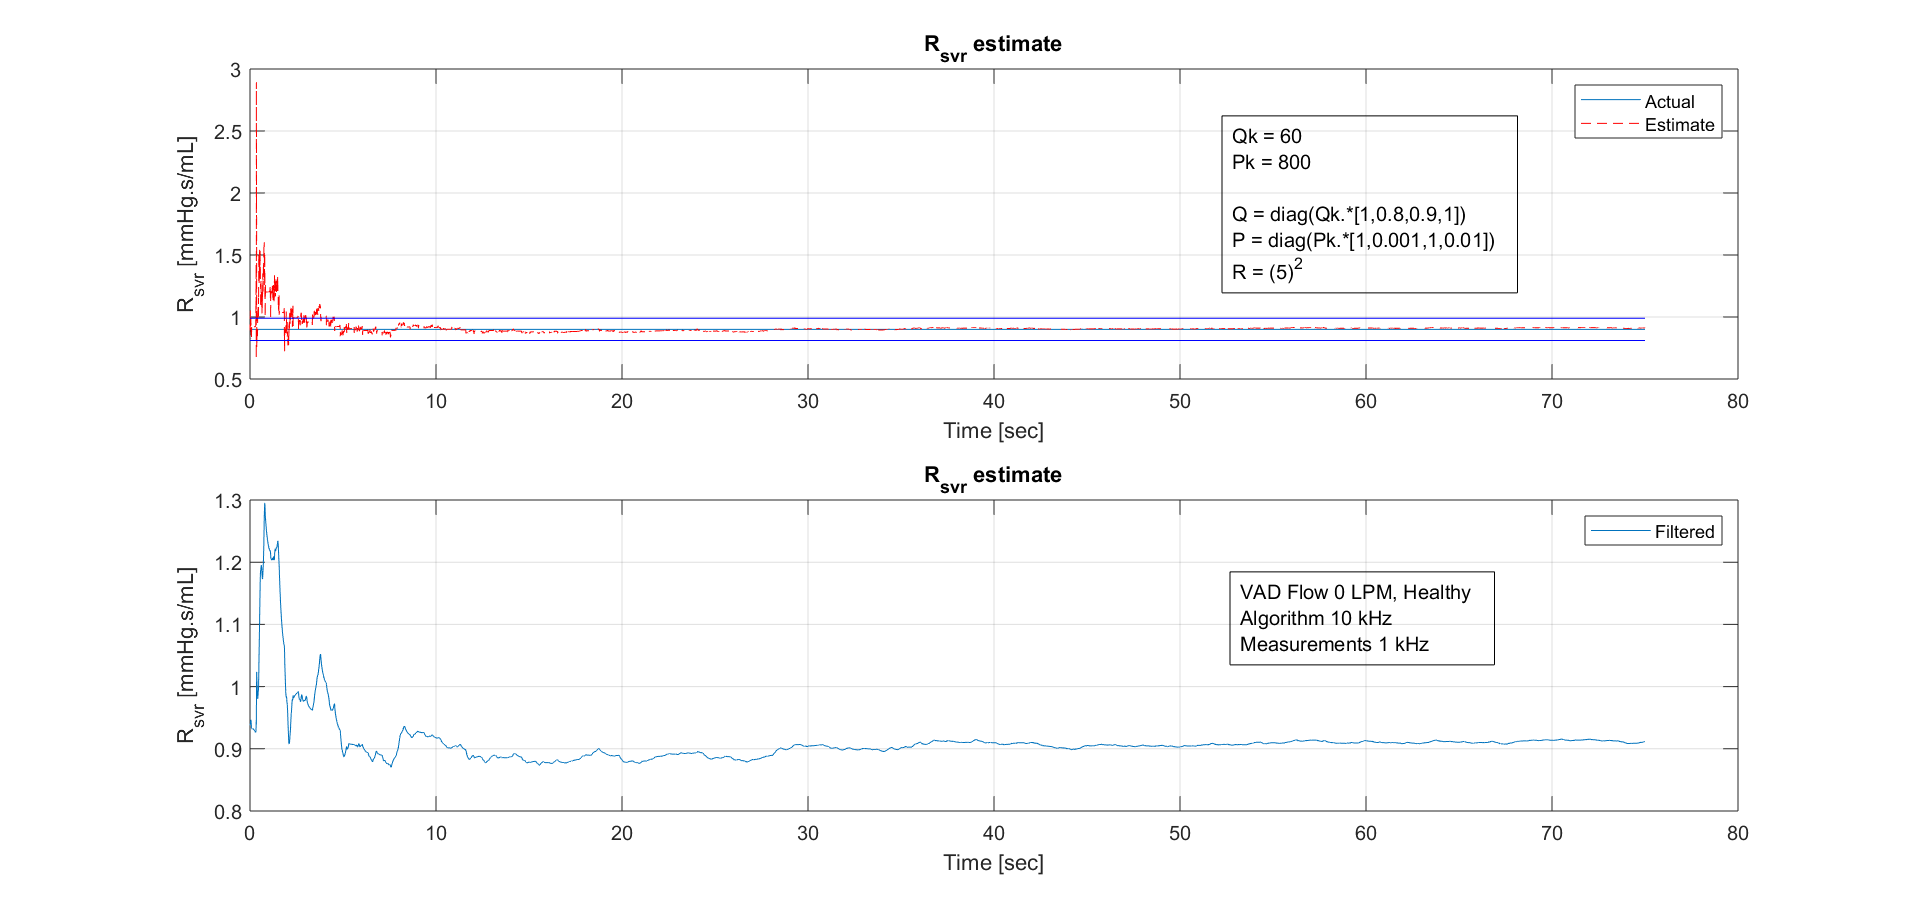 R_svr estimate
3
2.5
2
1.5
1
0.5
R_svr [mmHg.s/mL]
Actual
Estimate
Qk = 60
Pk = 800
Q = diag(Qk.*[1,0.8,0.9,1])
P = diag(Pk.*[1,0.001,1,0.01])
R = (5)^2
0 10 20 30 40 50 60 70 80
Time [sec]
R_svr estimate
1.3
1.2
1.1
1
0.9
0.8
R_svr [mmHg.s/mL]
Filtered
VAD Flow 0 LPM, Healthy
Algorithm 10 kHz
Measurements 1 kHz
0 10 20 30 40 50 60 70 80
Time [sec]